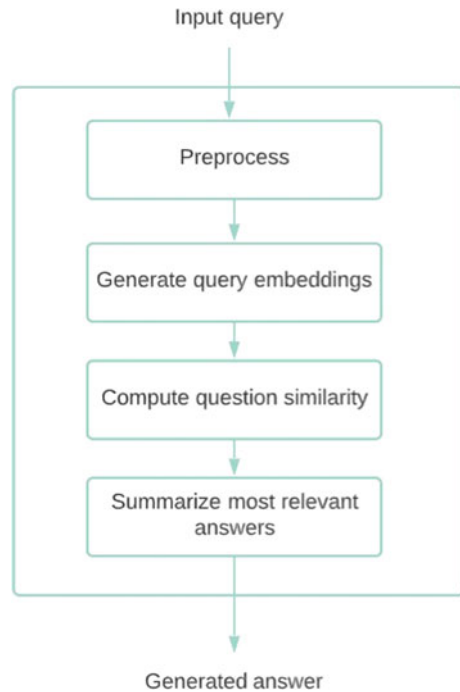 Input query
Preprocess
Generate query embeddings
Compute question similarity
Summarize most relevant
answers
Generated answer